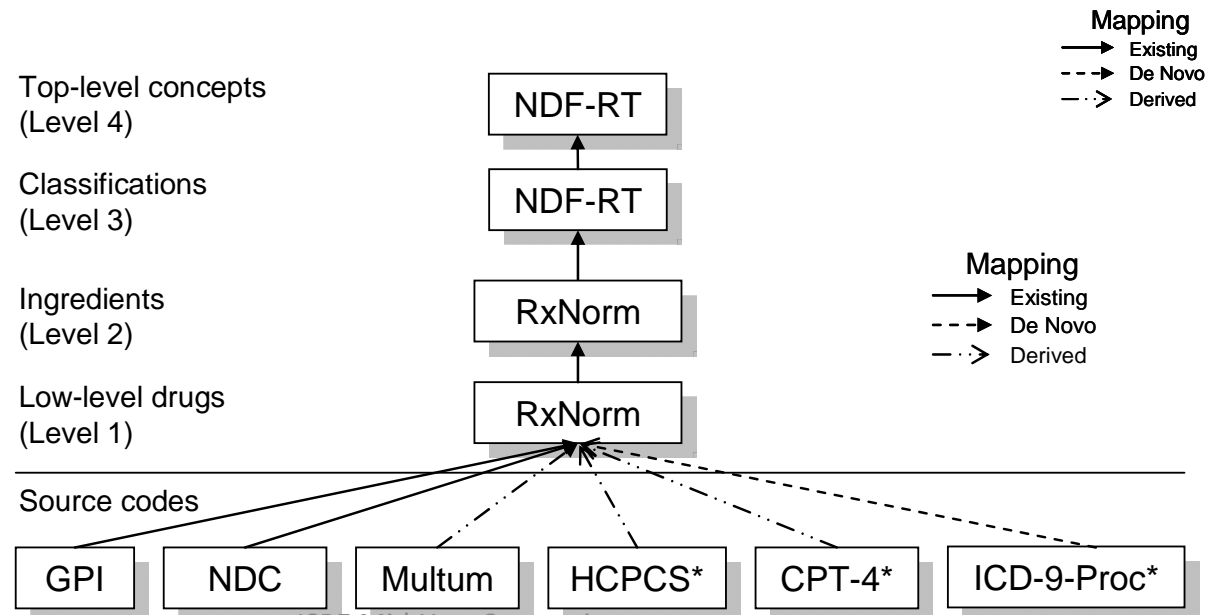 Mapping
Existing
De Novo
Derived
Top-level concepts
(Level 4)
NDF-RT
Classifications
(Level 3)
NDF-RT
Mapping
Existing
De Novo
Derived
Ingredients
(Level 2)
RxNorm
Low-level drugs
(Level 1)
RxNorm
Source codes
GPI
NDC
Multum
HCPCS*
CPT-4*
ICD-9-Proc*